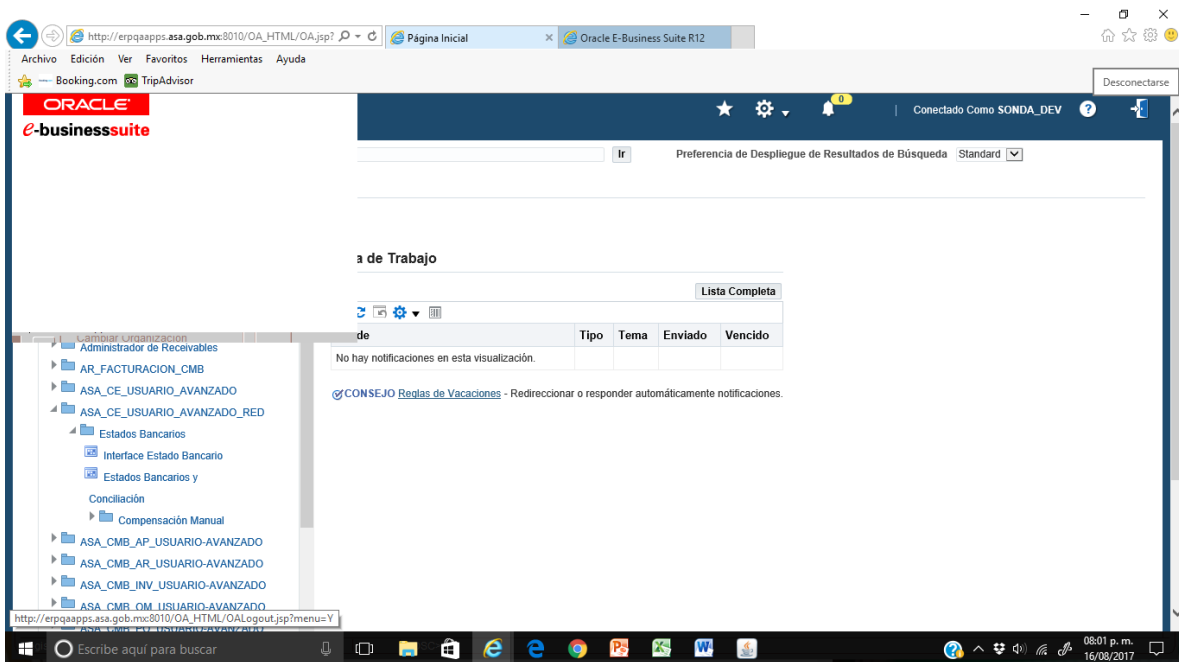 http://erpqaapps.asa.gob.mx:8010/OA_HTML/OA.jsp?
Página Inicial
Oracle E-Business Suite R12
Archivo Edición Ver Favoritos Herramientas Ayuda
Booking.com TripAdvisor
Desconectarse
ORACLE
e-businesssuite
0
Conectado Como SONDA_DEV
Ir Preferencia de Despliegue de Resultados de Búsqueda Standard
a de Trabajo
Lista Completa
de Tipo Tema Enviado Vencido
No hay notificaciones en esta visualización.
CONSEJO Reglas de Vacaciones - Redireccionar o responder automáticamente notificaciones.
Cambiar Organización
Administrador de Receivables
AR_FACTURACION_CMB
ASA_CE_USUARIO_AVANZADO
ASA_CE_USUARIO_AVANZADO_RED
Estados Bancarios
Interface Estado Bancario
Estados Bancarios y
Conciliación
Compensación Manual
ASA_CMB_AP_USUARIO-AVANZADO
ASA_CMB_AR_USUARIO-AVANZADO
ASA_CMB_INV_USUARIO-AVANZADO
ASA_CMB_OM_USUARIO-AVANZADO
http://erpqaapps.asa.gob.mx:8010/OA_HTML/OALogout.jsp?menu=Y
ASA_CMB_PO_USUARIO-AVANZADO
Escribe aquí para buscar
08:01 p. m.
16/08/2017